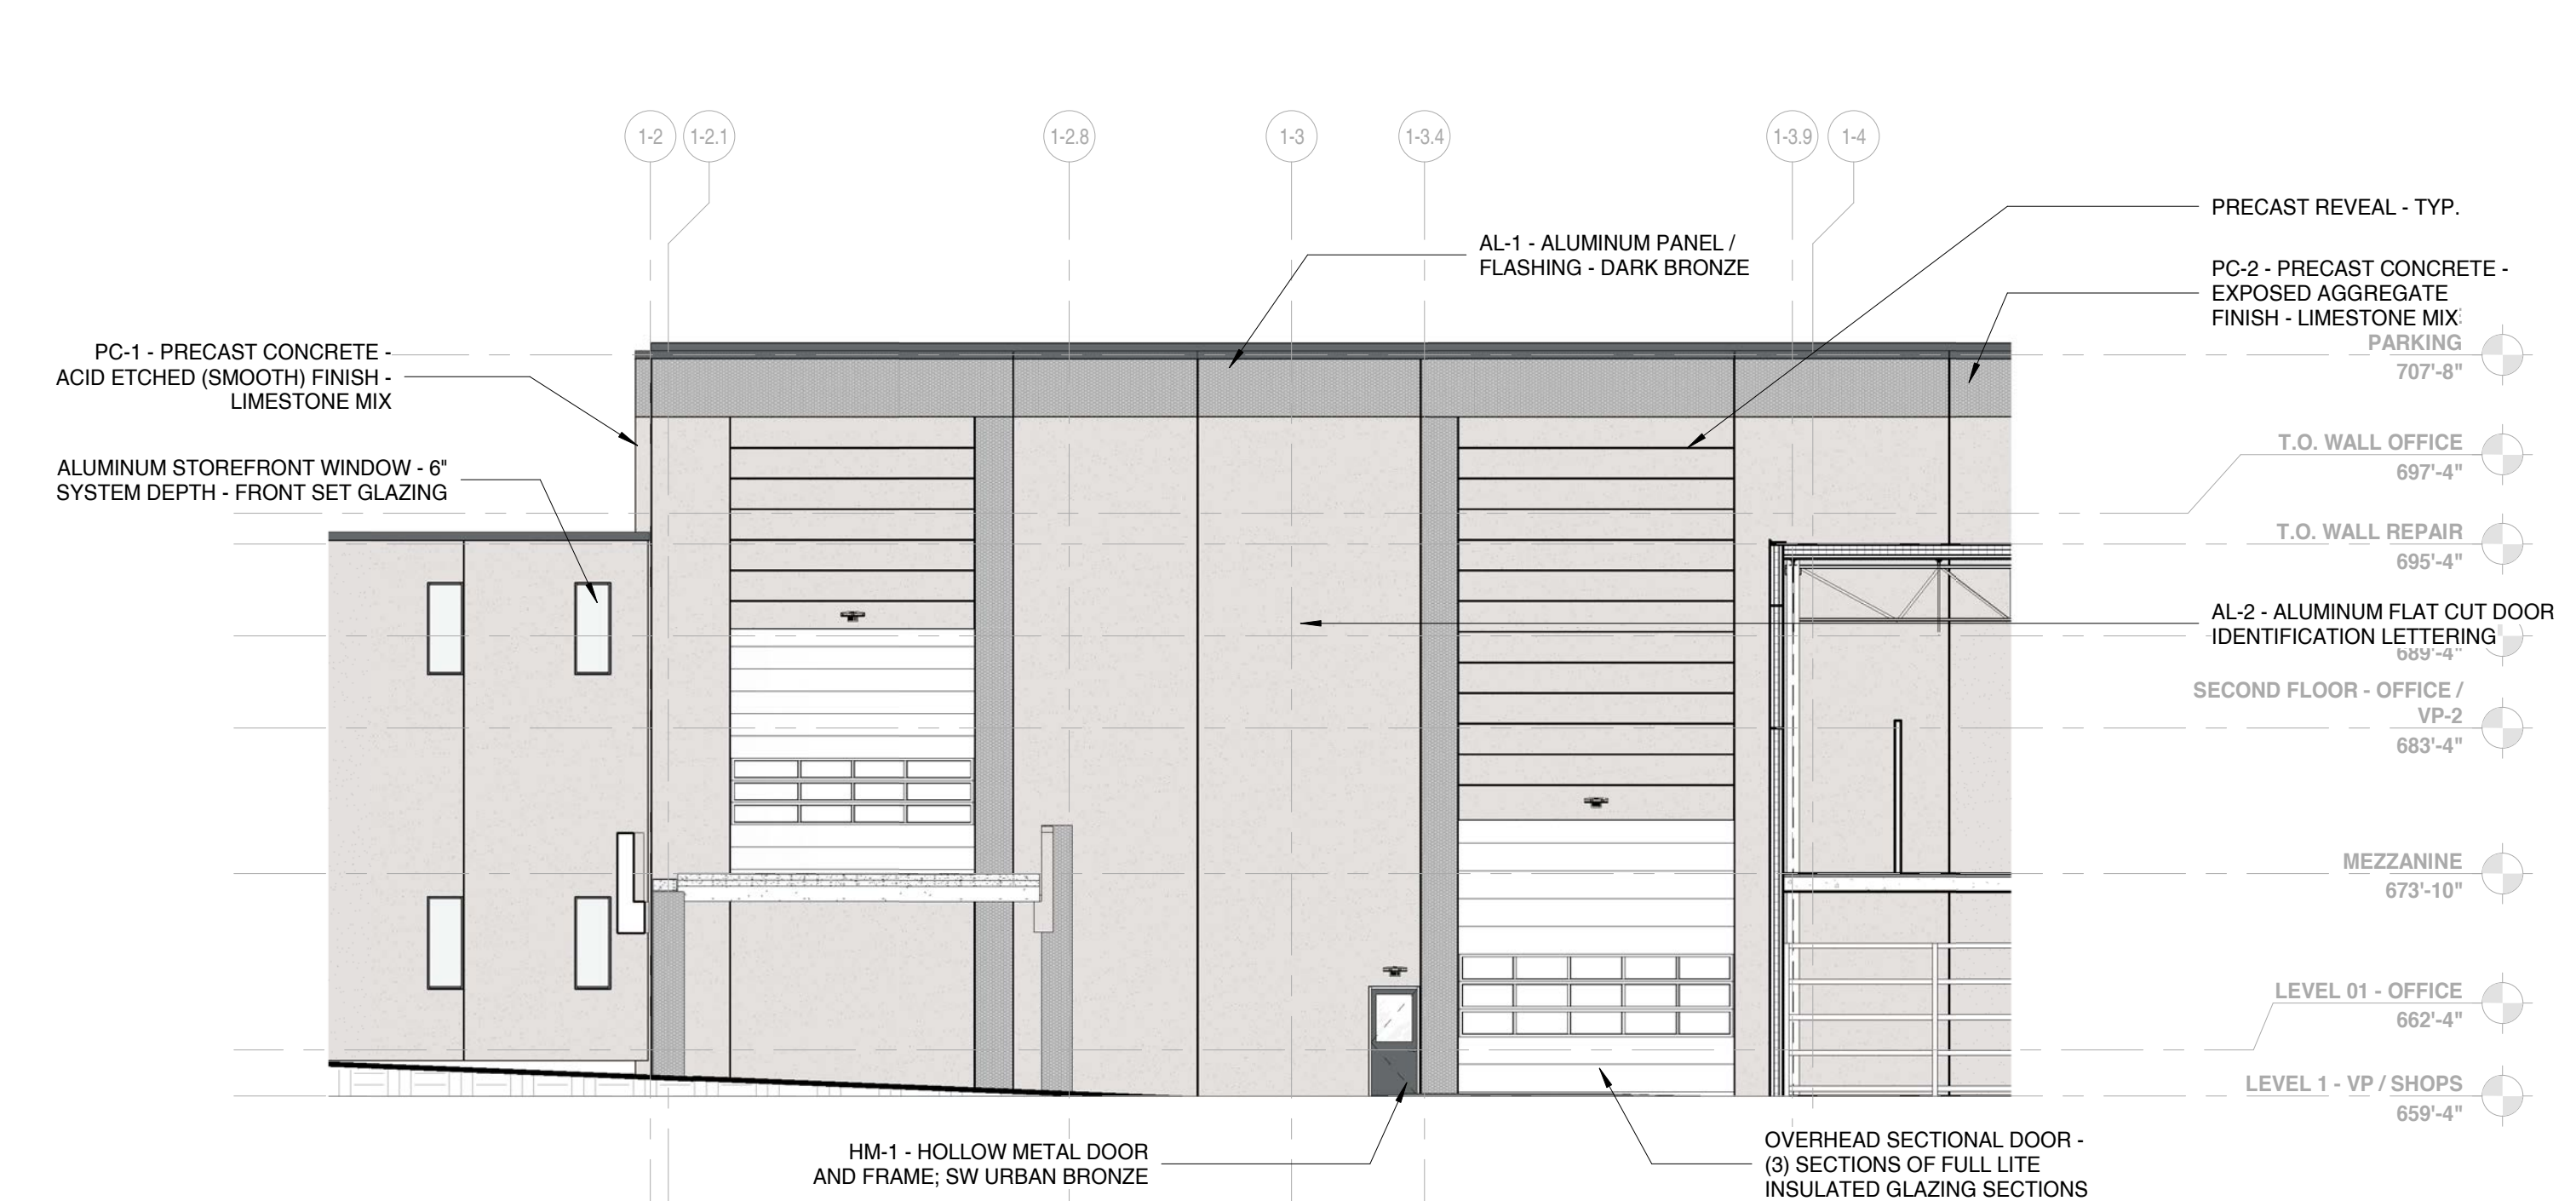 1-2
1-2.1
1-2.8
1-3
1-3.4
1-3.9
1-4
PRECAST REVEAL - TYP.
AL-1 - ALUMINUM PANEL /
FLASHING - DARK BRONZE
PC-2 - PRECAST CONCRETE -
EXPOSED AGGREGATE
FINISH - LIMESTONE MIX
PARKING
707'-8"
PC-1 - PRECAST CONCRETE -
ACID ETCHED (SMOOTH) FINISH -
LIMESTONE MIX
T.O. WALL OFFICE
697'-4"
ALUMINUM STOREFRONT WINDOW - 6"
SYSTEM DEPTH - FRONT SET GLAZING
T.O. WALL REPAIR
695'-4"
AL-2 - ALUMINUM FLAT CUT DOOR
IDENTIFICATION LETTERING
689'-4"
SECOND FLOOR - OFFICE /
VP-2
683'-4"
MEZZANINE
673'-10"
LEVEL 01 - OFFICE
662'-4"
LEVEL 1 - VP / SHOPS
659'-4"
HM-1 - HOLLOW METAL DOOR
AND FRAME; SW URBAN BRONZE
OVERHEAD SECTIONAL DOOR -
(3) SECTIONS OF FULL LITE
INSULATED GLAZING SECTIONS